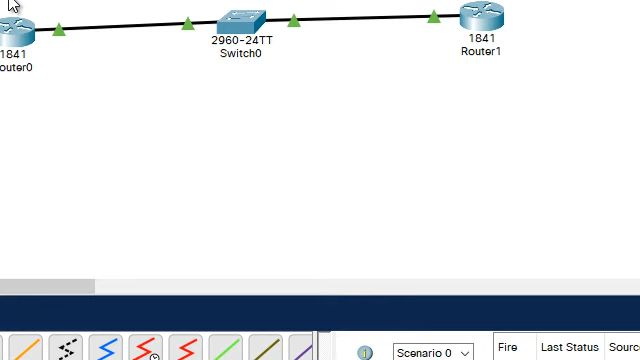 1841
outer0
2960-24TT
Switch0
1841
Router1
Scenario 0
Fire
Last Status
Sourc